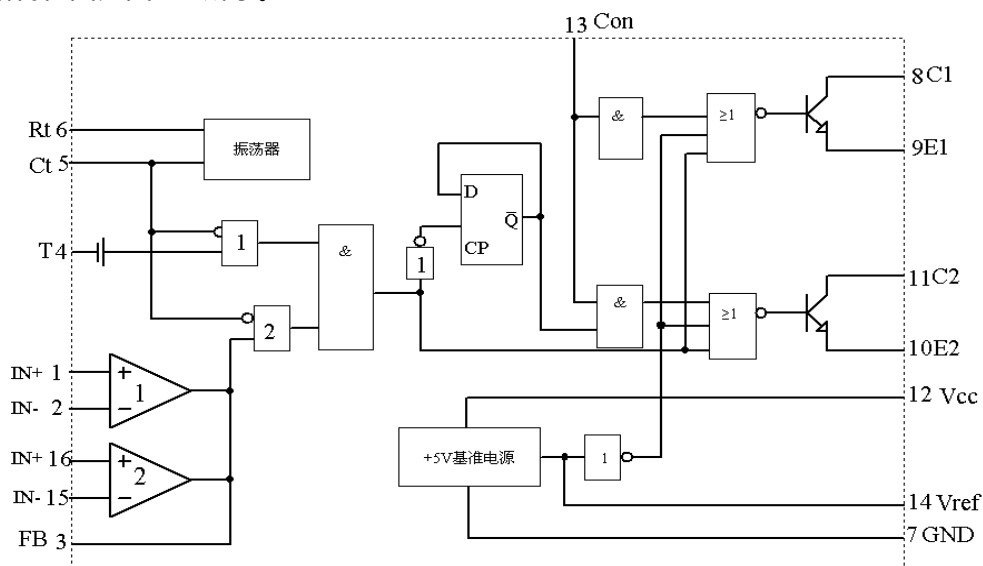 13 Con
8 C1
&
≥1
Rt 6
振荡器
Ct 5
9 E1
D
Q̅
CP
T 4
1
&
1
11 C2
&
≥1
2
10 E2
IN+ 1
+
1
IN- 2
−
12 Vcc
+5V基准电源
1
IN+ 16
+
2
IN- 15
−
14 Vref
FB 3
7 GND